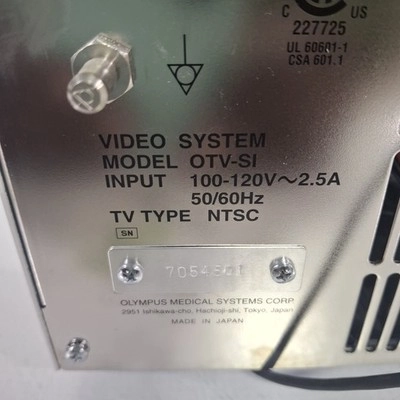 C US
227725
UL 60601-1
CSA 601.1
VIDEO SYSTEM
MODEL OTV-SI
INPUT 100-120V~2.5A
50/60Hz
TV TYPE NTSC
SN
OLYMPUS MEDICAL SYSTEMS CORP.
2951 Ishikawa-cho, Hachioji-shi, Tokyo, Japan
MADE IN JAPAN